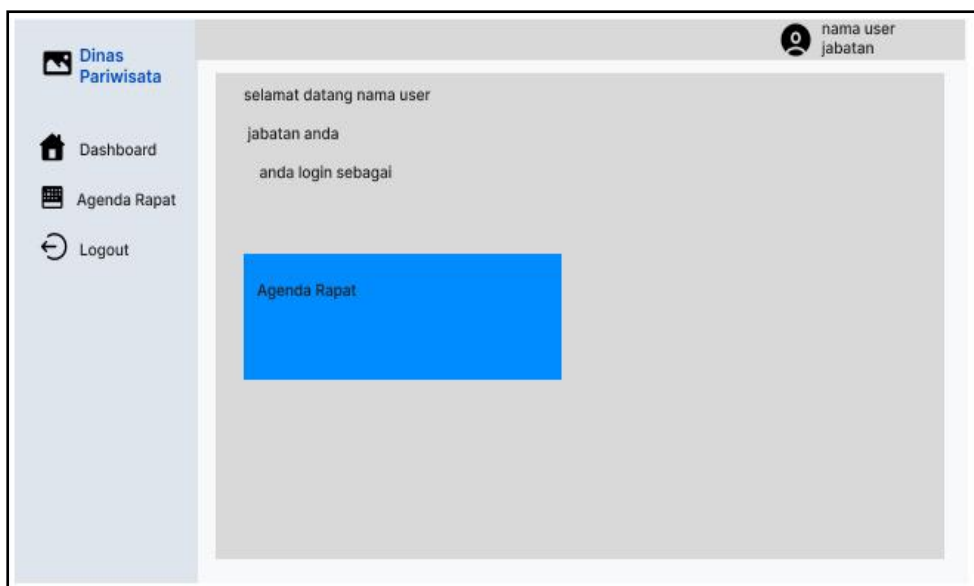 Dinas
Pariwisata
Dashboard
Agenda Rapat
Logout
nama user
jabatan
selamat datang nama user
jabatan anda
anda login sebagai
Agenda Rapat